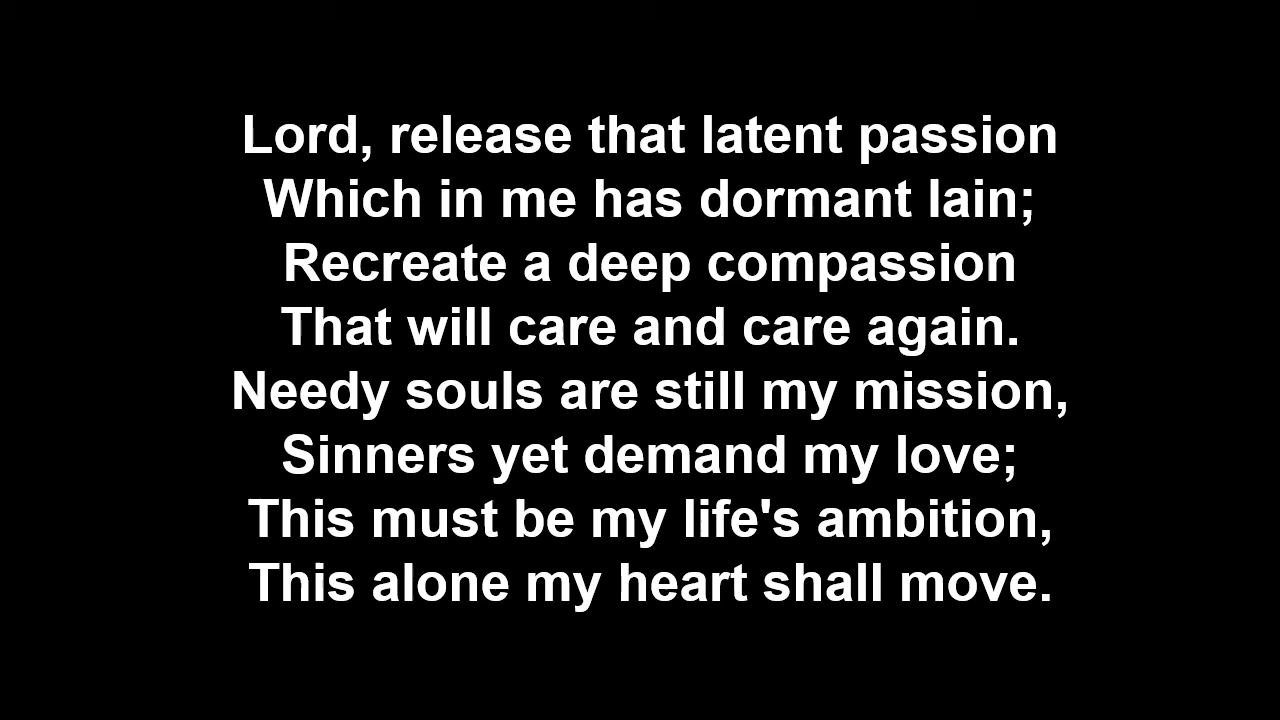 Lord, release that latent passion
Which in me has dormant lain;
Recreate a deep compassion
That will care and care again.
Needy souls are still my mission,
Sinners yet demand my love;
This must be my life's ambition,
This alone my heart shall move.